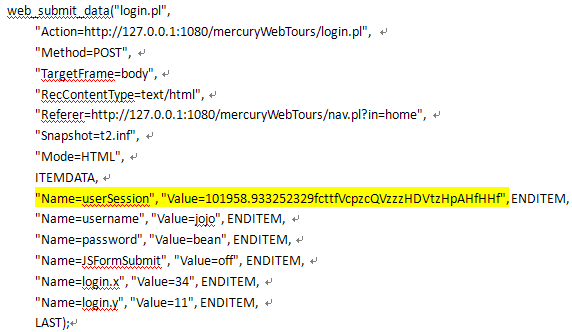 web_submit_data("login.pl",
"Action=http://127.0.0.1:1080/mercuryWebTours/login.pl",
"Method=POST",
"TargetFrame=body",
"RecContentType=text/html",
"Referer=http://127.0.0.1:1080/mercuryWebTours/nav.pl?in=home",
"Snapshot=t2.inf",
"Mode=HTML",
ITEMDATA,
"Name=userSession", "Value=101958.933252329fcttfVcpzcQVzzzHDVtzHpAHfHHf", ENDITEM,
"Name=username", "Value=jojo", ENDITEM,
"Name=password", "Value=bean", ENDITEM,
"Name=JSFormSubmit", "Value=off", ENDITEM,
"Name=login.x", "Value=34", ENDITEM,
"Name=login.y", "Value=11", ENDITEM,
LAST);